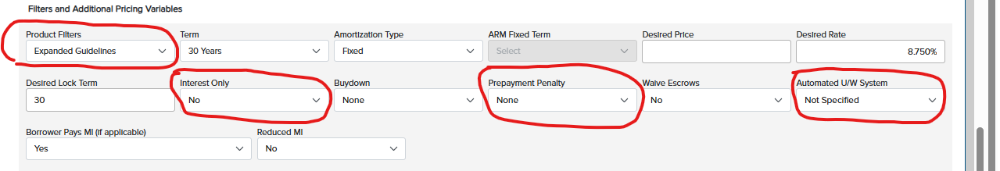 Filters and Additional Pricing Variables
Product Filters Term Amortization Type ARM Fixed Term Desired Price Desired Rate
Expanded Guidelines 30 Years Fixed Select 8.750%
Desired Lock Term Interest Only Buydown Prepayment Penalty Waive Escrows Automated U/W System
30 No None None No Not Specified
Borrower Pays MI (if applicable) Reduced MI
Yes No